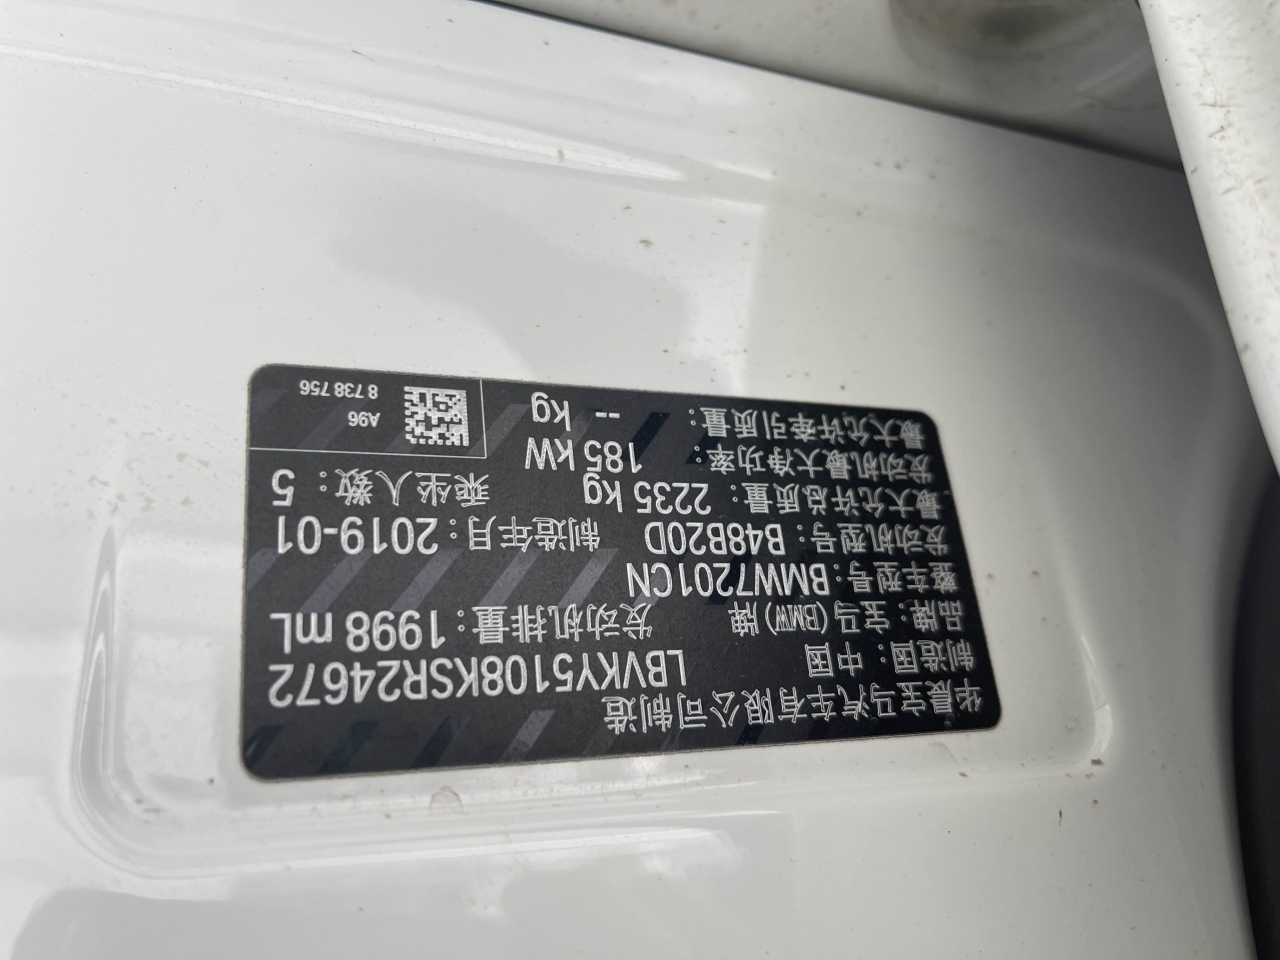 华晨宝马汽车有限公司制造
制造国：中国 LBVKY5108KSR24672
品牌：宝马(BMW)牌 发动机排量：1998 mL
整车型号：BMW7201CN
发动机型号：B48B20D 制造年月：2019-01
最大允许总质量：2235 kg 乘坐人数：5
发动机最大净功率：185 kW
最大允许牵引质量：-- kg
A96
8 738 756